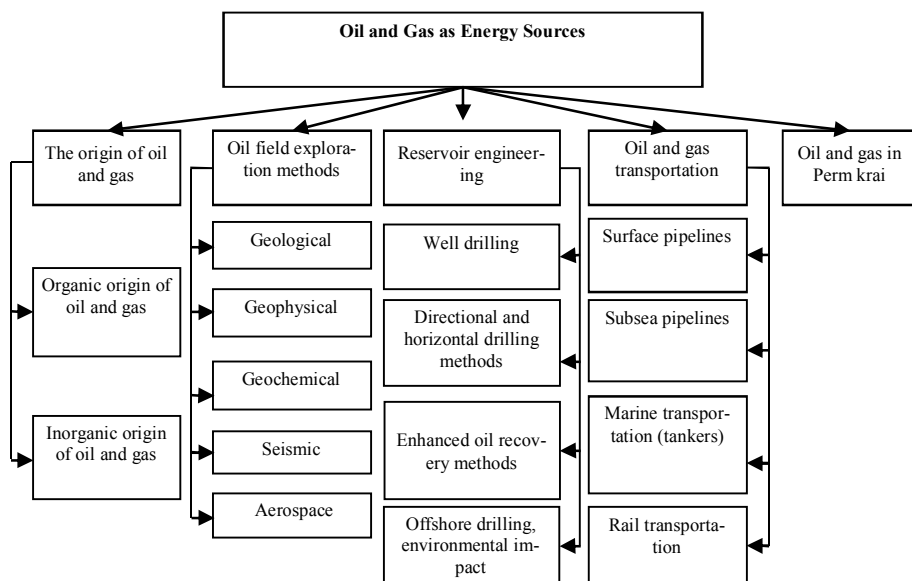 Oil and Gas as Energy Sources
The origin of oil
and gas
Oil field explora-
tion methods
Reservoir engineer-
ing
Oil and gas
transportation
Oil and gas in
Perm krai
Organic origin of
oil and gas
Inorganic origin
of oil and gas
Geological
Geophysical
Geochemical
Seismic
Aerospace
Well drilling
Directional and
horizontal drilling
methods
Enhanced oil recov-
ery methods
Offshore drilling,
environmental im-
pact
Surface pipelines
Subsea pipelines
Marine transpor-
tation (tankers)
Rail transporta-
tion